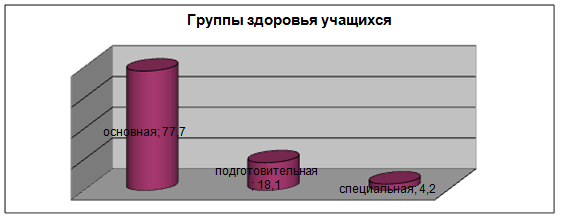 Группы здоровья учащихся
основная; 77,7
подготовительная
; 18,1
специальная; 4,2